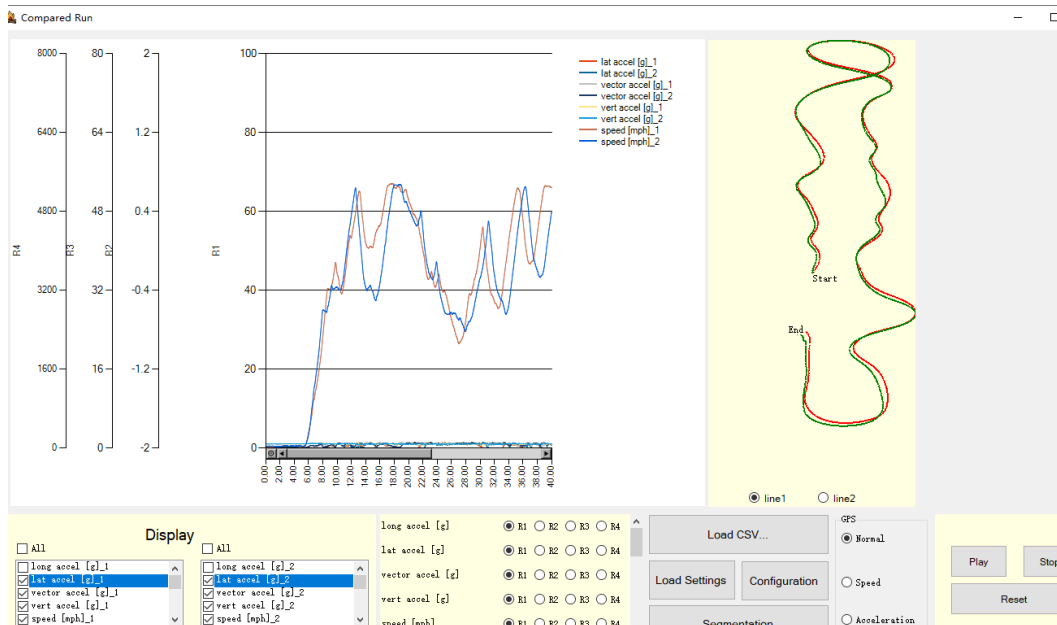 Compared Run
8000 80 2 100
lat accel [g]_1
lat accel [g]_2
vector accel [g]_1
vector accel [g]_2
vert accel [g]_1
vert accel [g]_2
speed [mph]_1
speed [mph]_2
6400 64 1.2 80
4800 48 0.4 60
R4 R3 R2 R1
3200 32 -0.4 40
1600 16 -1.2 20
0 0 -2 0
0.00 2.00 4.00 6.00 8.00 10.00 12.00 14.00 16.00 18.00 20.00 22.00 24.00 26.00 28.00 30.00 32.00 34.00 36.00 38.00 40.00
Start
End
line1 line2
Display
All All
long accel [g]_1 long accel [g]_2
lat accel [g]_1 lat accel [g]_2
vector accel [g]_1 vector accel [g]_2
vert accel [g]_1 vert accel [g]_2
speed [mph]_1 speed [mph]_2
long accel [g] R1 R2 R3 R4
lat accel [g] R1 R2 R3 R4
vector accel [g] R1 R2 R3 R4
vert accel [g] R1 R2 R3 R4
speed [mph] R1 R2 R3 R4
Load CSV...
Load Settings Configuration
Segmentation
GPS
Normal
Speed
Acceleration
Play Stop
Reset